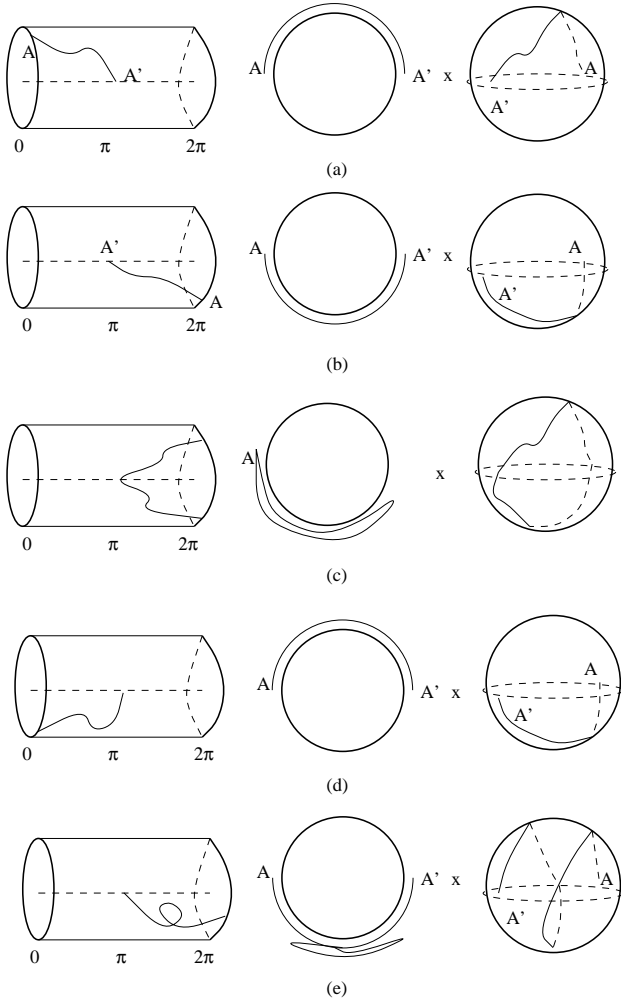 A A' A A' x A' A
0 π 2π
(a)
A' A A A' x A A'
0 π 2π
(b)
A x
0 π 2π
(c)
A A' x A A'
0 π 2π
(d)
A A' x A' A
0 π 2π
(e)